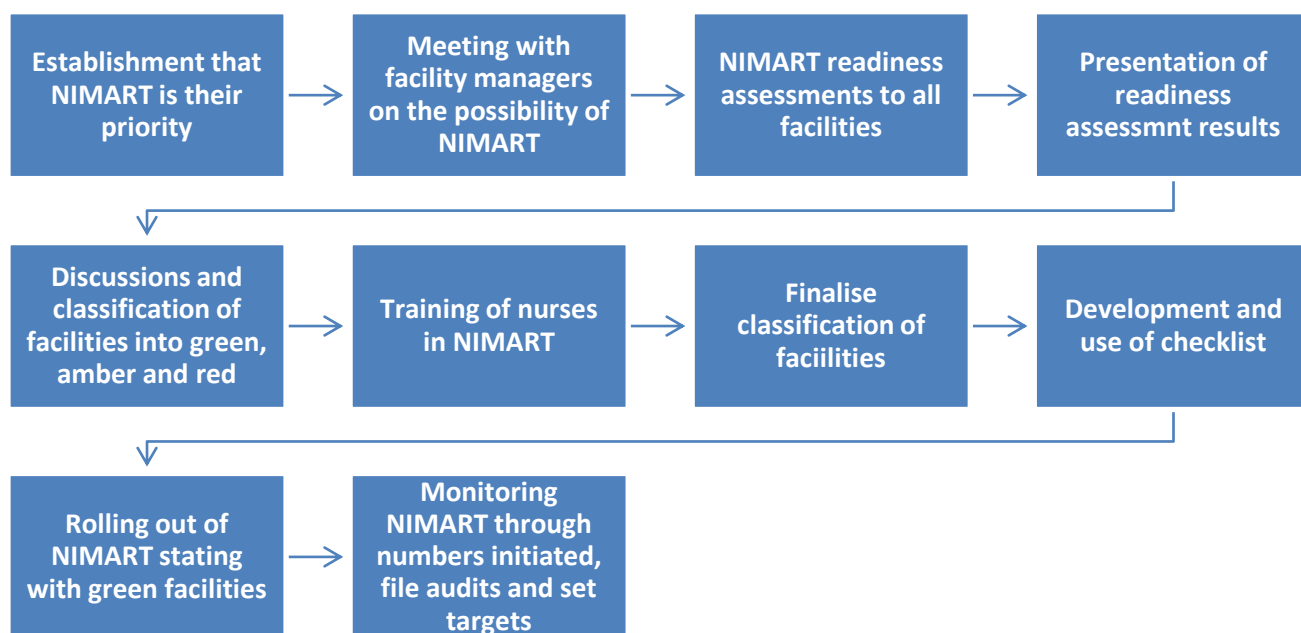 Establishment that
NIMART is their
priority
Meeting with
facility managers
on the possibility of
NIMART
NIMART readiness
assessments to all
facilities
Presentation of
readiness
assessmnt results
Discussions and
classification of
facilities into green,
amber and red
Training of nurses
in NIMART
Finalise
classification of
faciilities
Development and
use of checklist
Rolling out of
NIMART stating
with green facilities
Monitoring
NIMART through
numbers initiated,
file audits and set
targets